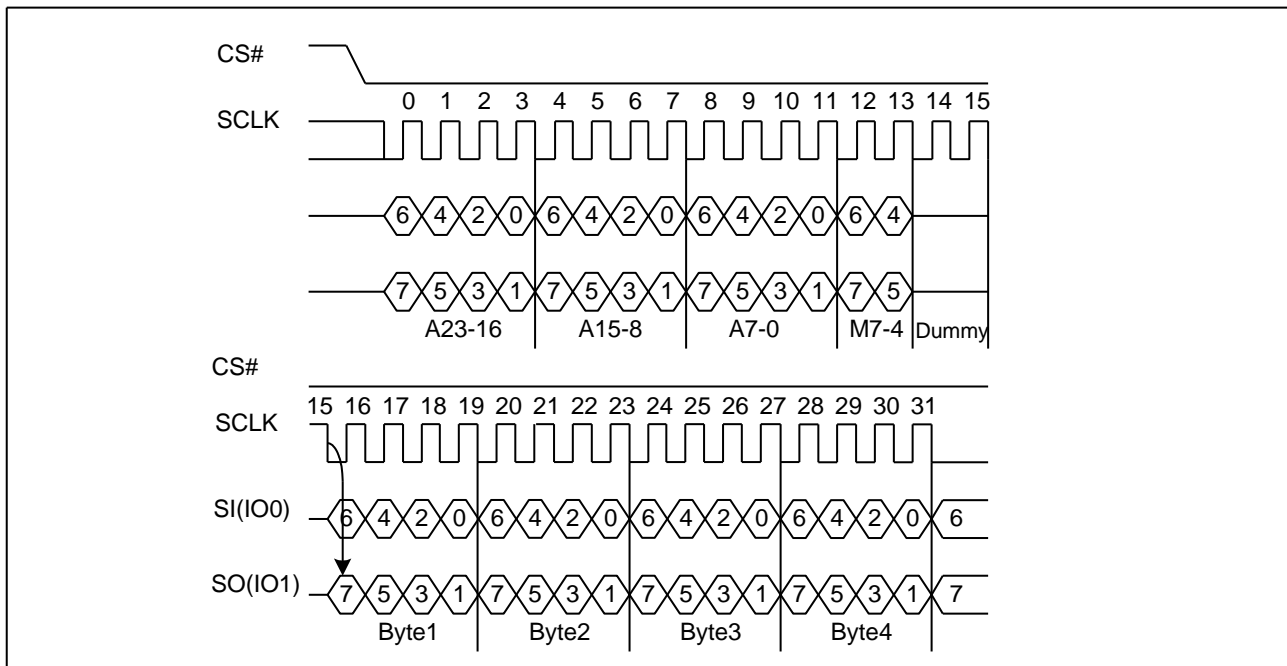 CS#
0 1 2 3 4 5 6 7 8 9 10 11 12 13 14 15
SCLK
6 4 2 0 6 4 2 0 6 4 2 0 6 4
7 5 3 1 7 5 3 1 7 5 3 1 7 5
A23-16 A15-8 A7-0 M7-4 Dummy
CS#
15 16 17 18 19 20 21 22 23 24 25 26 27 28 29 30 31
SCLK
SI(IO0) 6 4 2 0 6 4 2 0 6 4 2 0 6 4 2 0 6
SO(IO1) 7 5 3 1 7 5 3 1 7 5 3 1 7 5 3 1 7
Byte1 Byte2 Byte3 Byte4